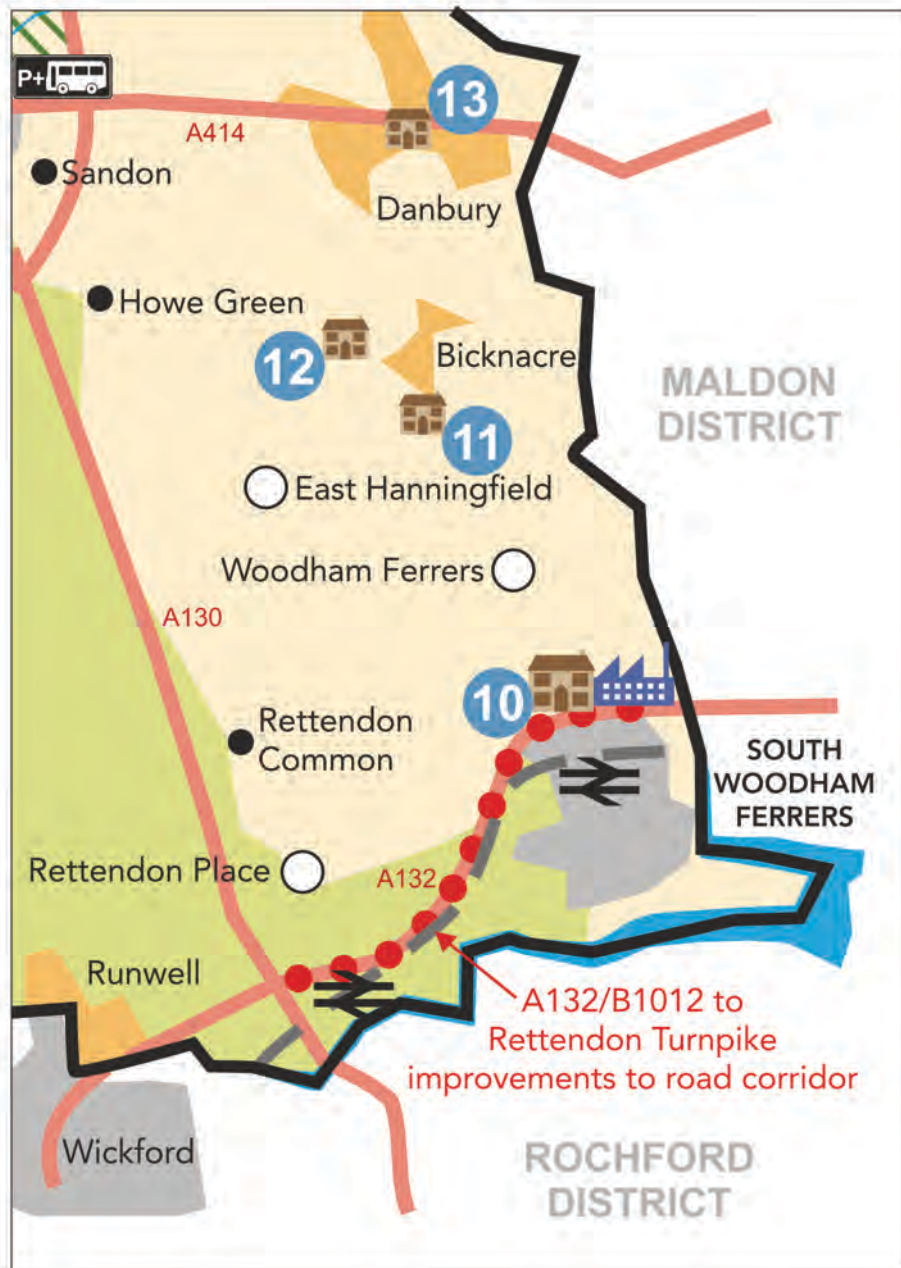 P+
13
A414
Sandon
Danbury
Howe Green
12
Bicknacre
MALDON
DISTRICT
11
East Hanningfield
Woodham Ferrers
A130
10
Rettendon
Common
SOUTH
WOODHAM
FERRERS
Rettendon Place
A132
Runwell
A132/B1012 to
Rettendon Turnpike
improvements to road corridor
Wickford
ROCHFORD
DISTRICT